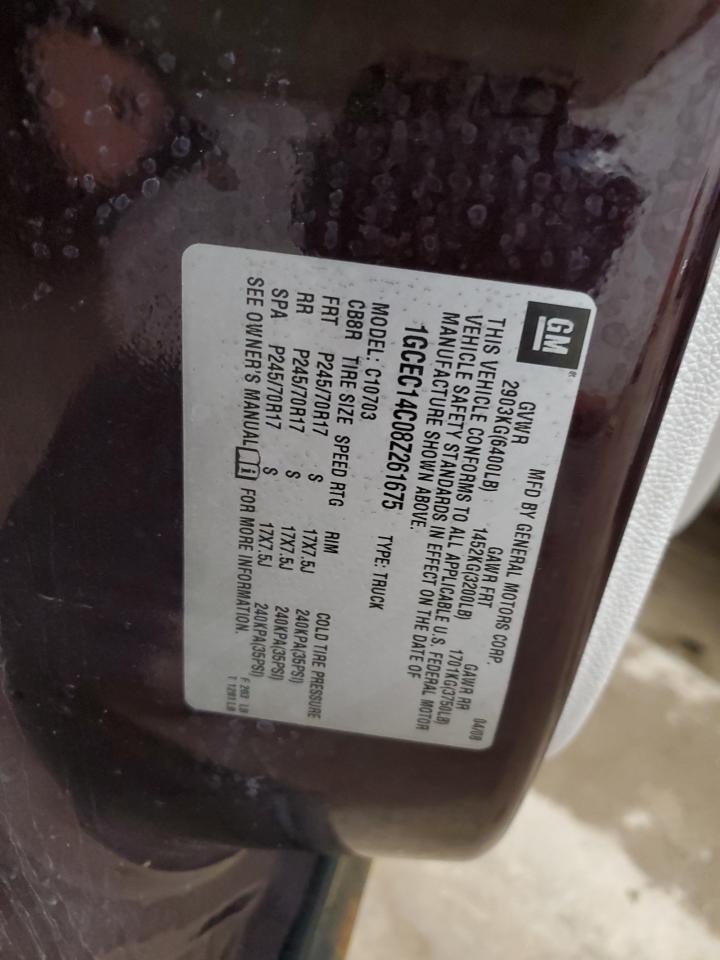 GM®
MFD BY GENERAL MOTORS CORP.
04/08
GVWR GAWR FRT GAWR RR
2903KG(6400LB) 1452KG(3200LB) 1701KG(3750LB)
THIS VEHICLE CONFORMS TO ALL APPLICABLE U.S. FEDERAL MOTOR
VEHICLE SAFETY STANDARDS IN EFFECT ON THE DATE OF
MANUFACTURE SHOWN ABOVE.
1GCEC14C08Z261675 TYPE: TRUCK
MODEL: C10703
CB8R TIRE SIZE SPEED RTG RIM COLD TIRE PRESSURE
FRT P245/70R17 S 17X7.5J 240KPA(35PSI)
RR P245/70R17 S 17X7.5J 240KPA(35PSI)
SPA P245/70R17 S 17X7.5J 240KPA(35PSI)
SEE OWNER'S MANUAL i FOR MORE INFORMATION.